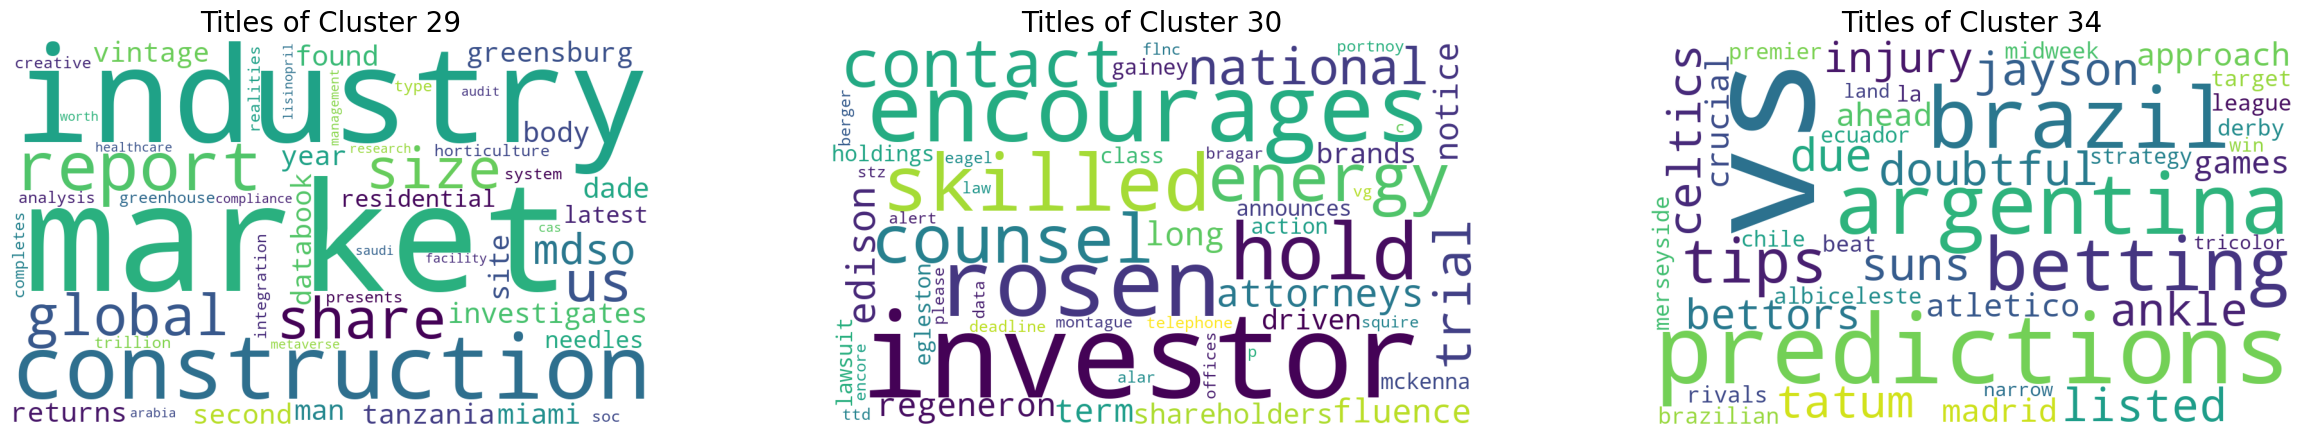 Titles of Cluster 29
creative
vintage
realities
lisinopril
found
greensburg
industry
worth
management
type
audit
body
healthcare
report
year
research
size
horticulture
system
dade
analysis
greenhouse
compliance
databook
residential
latest
market
completes
integration
saudi
facility
site
cas
mdso
us
global
presents
share
investigates
trillion
metaverse
needles
construction
returns
arabia
second
man
tanzania
miami
soc
Titles of Cluster 30
contact
flnc
portnoy
gainey
national
notice
berger
encourages
c
holdings
eagel
class
bragar
brands
stz
law
skilled
energy
vg
edison
alert
announces
action
counsel
long
hold
trial
rosen
attorneys
egleston
please
data
deadline
montague
telephone
driven
squire
lawsuit
encore
investor
offices
p
alar
mckenna
ttd
regeneron
term
shareholders
fluence
Titles of Cluster 34
celtics
premier
crucial
vs
injury
midweek
approach
jayson
target
land
la
league
ahead
brazil
derby
ecuador
win
due
doubtful
strategy
games
argentina
merseyside
chile
beat
tricolor
tips
suns
betting
albiceleste
bettors
atletico
ankle
predictions
rivals
narrow
brazilian
tatum
madrid
listed